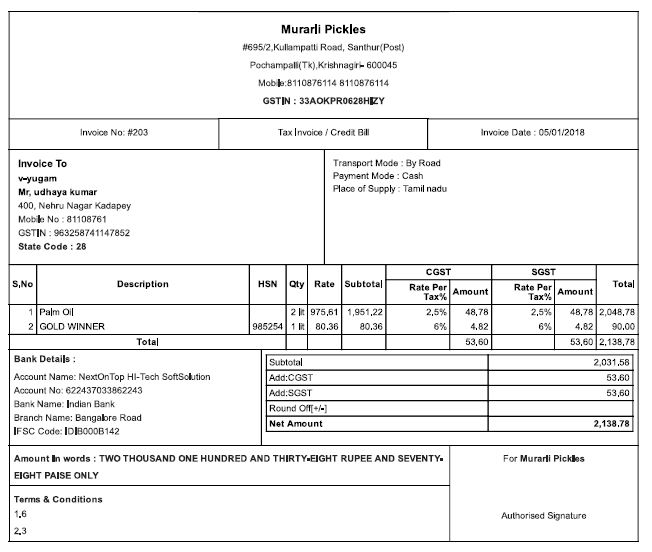 Murarli Pickles
#695/2,Kullampatti Road, Santhur(Post)
Pochampalli(Tk),Krishnagiri- 600045
Mobile:8110876114 8110876114
GSTIN : 33AOKPR0628HIZY
Invoice No: #203 Tax Invoice / Credit Bill Invoice Date : 05/01/2018
Invoice To
v-yugam
Mr, udhaya kumar
400, Nehru Nagar Kadapey
Mobile No : 81108761
GSTIN : 963258741147852
State Code : 28
Transport Mode : By Road
Payment Mode : Cash
Place of Supply : Tamil nadu
S,No Description HSN Qty Rate Subtotal CGST SGST Total
Rate Per Tax% Amount Rate Per Tax% Amount
1 Palm Oil 2 lit 975,61 1,951,22 2,5% 48,78 2,5% 48,78 2,048,78
2 GOLD WINNER 985254 1 lit 80.36 80.36 6% 4.82 6% 4.82 90.00
Total 53,60 53,60 2,138,78
Bank Details :
Account Name: NextOnTop HI-Tech SoftSolution
Account No: 622437033862243
Bank Name: Indian Bank
Branch Name: Bangalore Road
IFSC Code: IDIB000B142
Subtotal 2,031,58
Add:CGST 53,60
Add:SGST 53,60
Round Off[+/-]
Net Amount 2,138.78
Amount In words : TWO THOUSAND ONE HUNDRED AND THIRTY-EIGHT RUPEE AND SEVENTY-
EIGHT PAISE ONLY
Terms & Conditions
1,6
2,3
For Murarli Pickles
Authorised Signature